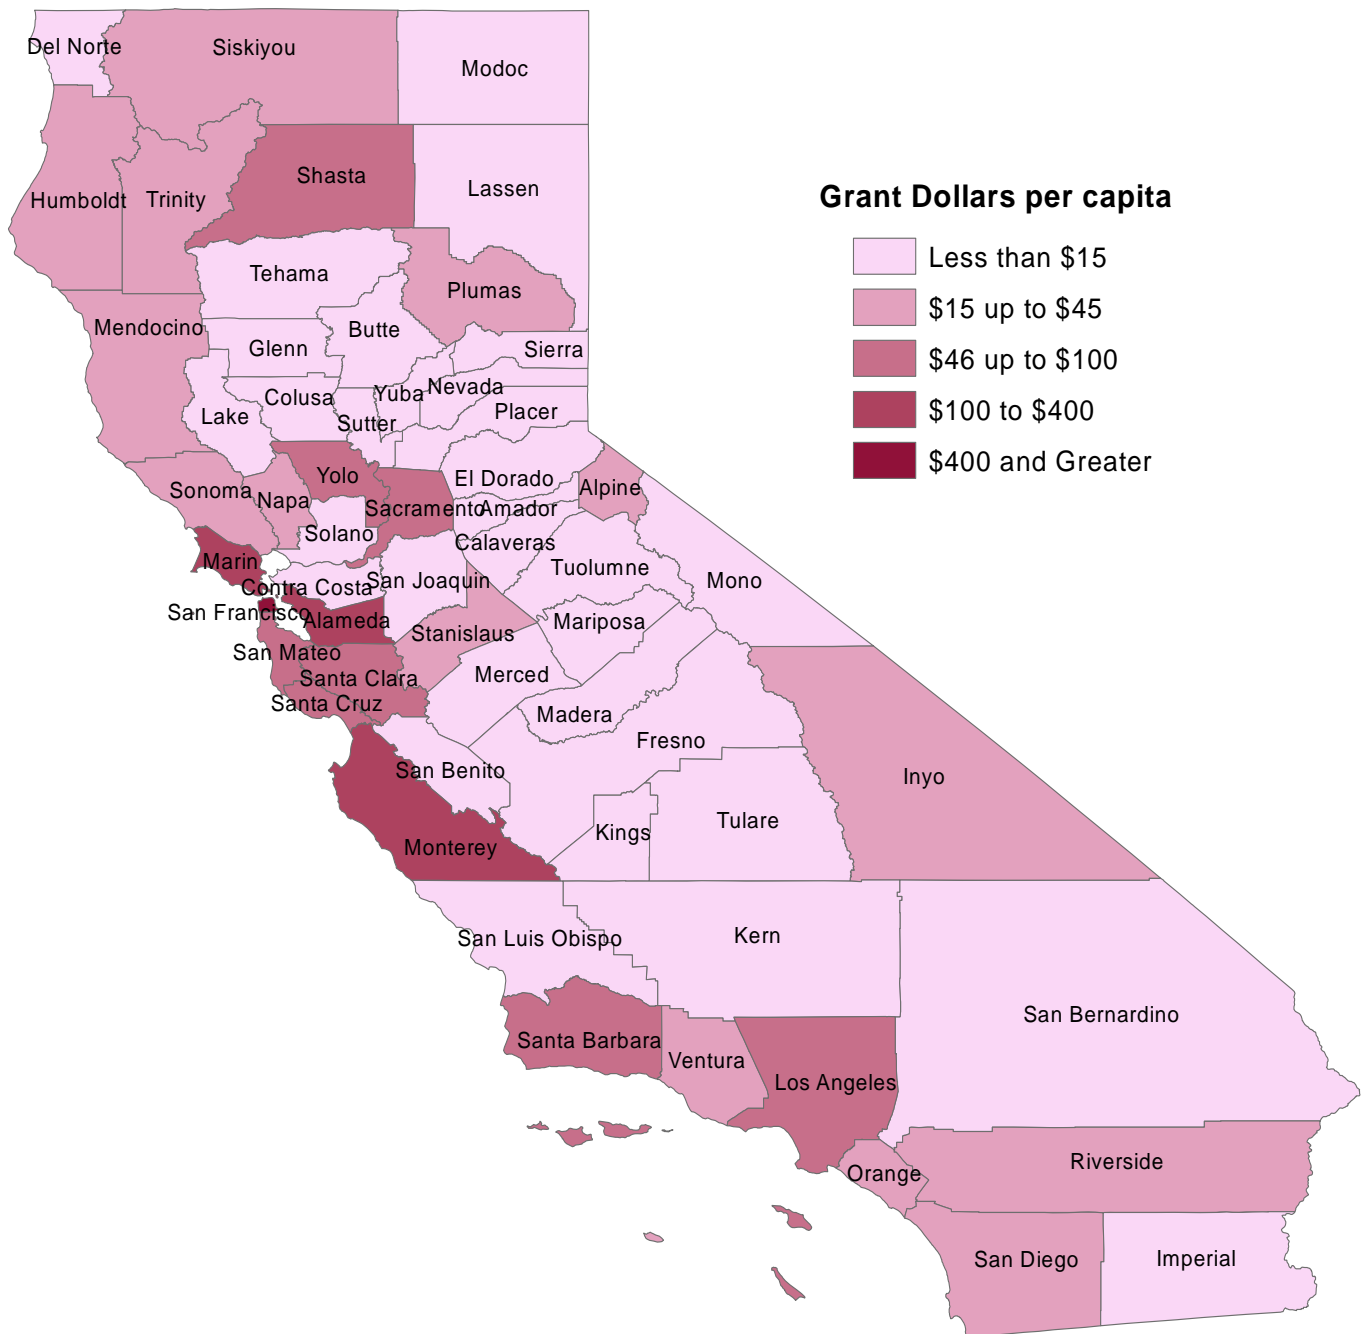 Del Norte
Siskiyou
Modoc
Shasta
Lassen
Humboldt
Trinity
Grant Dollars per capita
Less than $15
$15 up to $45
$46 up to $100
$100 to $400
$400 and Greater
Tehama
Plumas
Mendocino
Butte
Glenn
Sierra
Nevada
Yuba
Colusa
Placer
Lake
Sutter
Yolo
El Dorado
Alpine
Sonoma
Napa
Sacramento
Amador
Solano
Calaveras
Marin
Tuolumne
Mono
Contra Costa
San Joaquin
San Francisco
Alameda
Mariposa
Stanislaus
San Mateo
Santa Clara
Merced
Santa Cruz
Madera
Fresno
San Benito
Inyo
Tulare
Kings
Monterey
San Luis Obispo
Kern
San Bernardino
Santa Barbara
Ventura
Los Angeles
Orange
Riverside
San Diego
Imperial